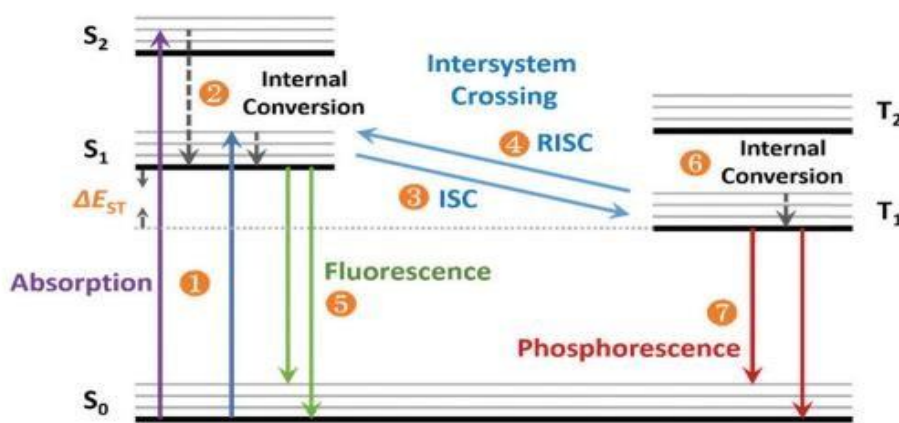 S2
Internal
Conversion
2
S1
ΔEST
Absorption
1
Fluorescence
5
S0
Intersystem
Crossing
4 RISC
3 ISC
T2
6 Internal
Conversion
T1
7
Phosphorescence